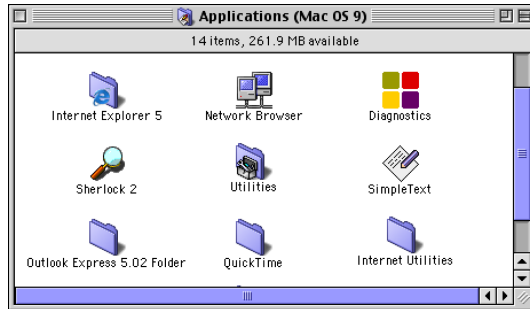 Applications (Mac OS 9)
14 items, 261.9 MB available
Internet Explorer 5
Network Browser
Diagnostics
Sherlock 2
Utilities
SimpleText
Outlook Express 5.02 Folder
QuickTime
Internet Utilities